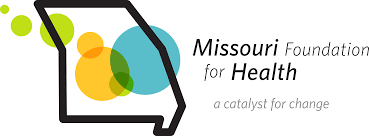 Missouri Foundation
for Health
a catalyst for change